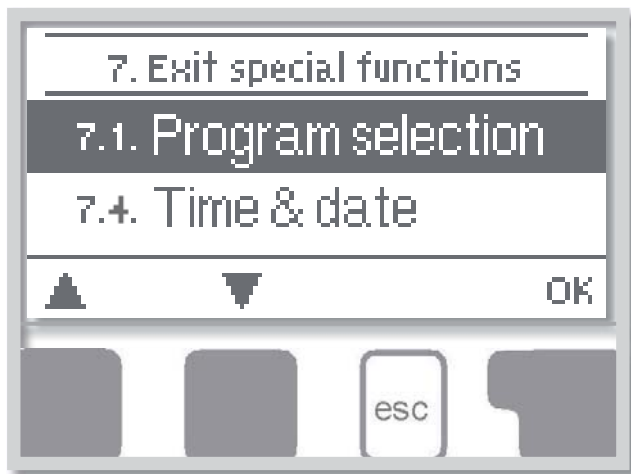 7. Exit special functions
7.1. Program selection
7.4. Time & date
OK
esc